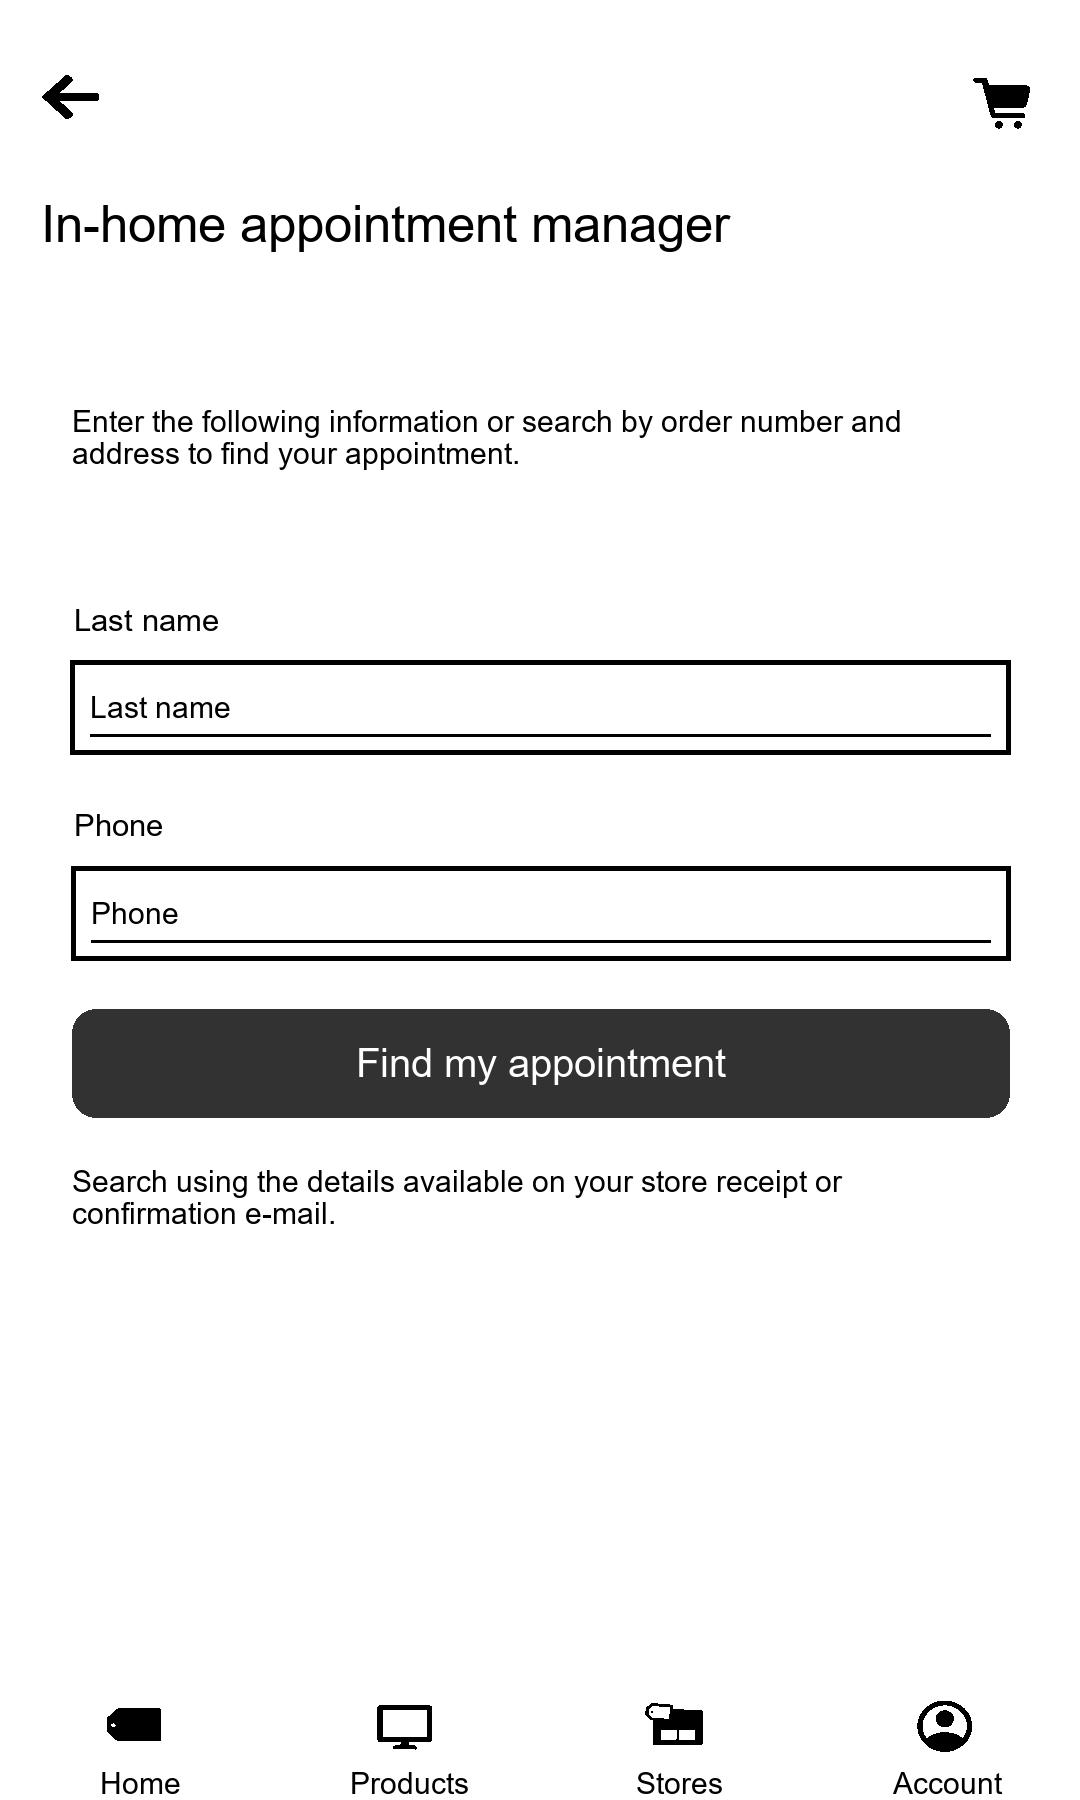 In-home appointment manager
Enter the following information or search by order number and
address to find your appointment.
Last name
Last name
Phone
Phone
Find my appointment
Search using the details available on your store receipt or
confirmation e-mail.
Home
Products
Stores
Account